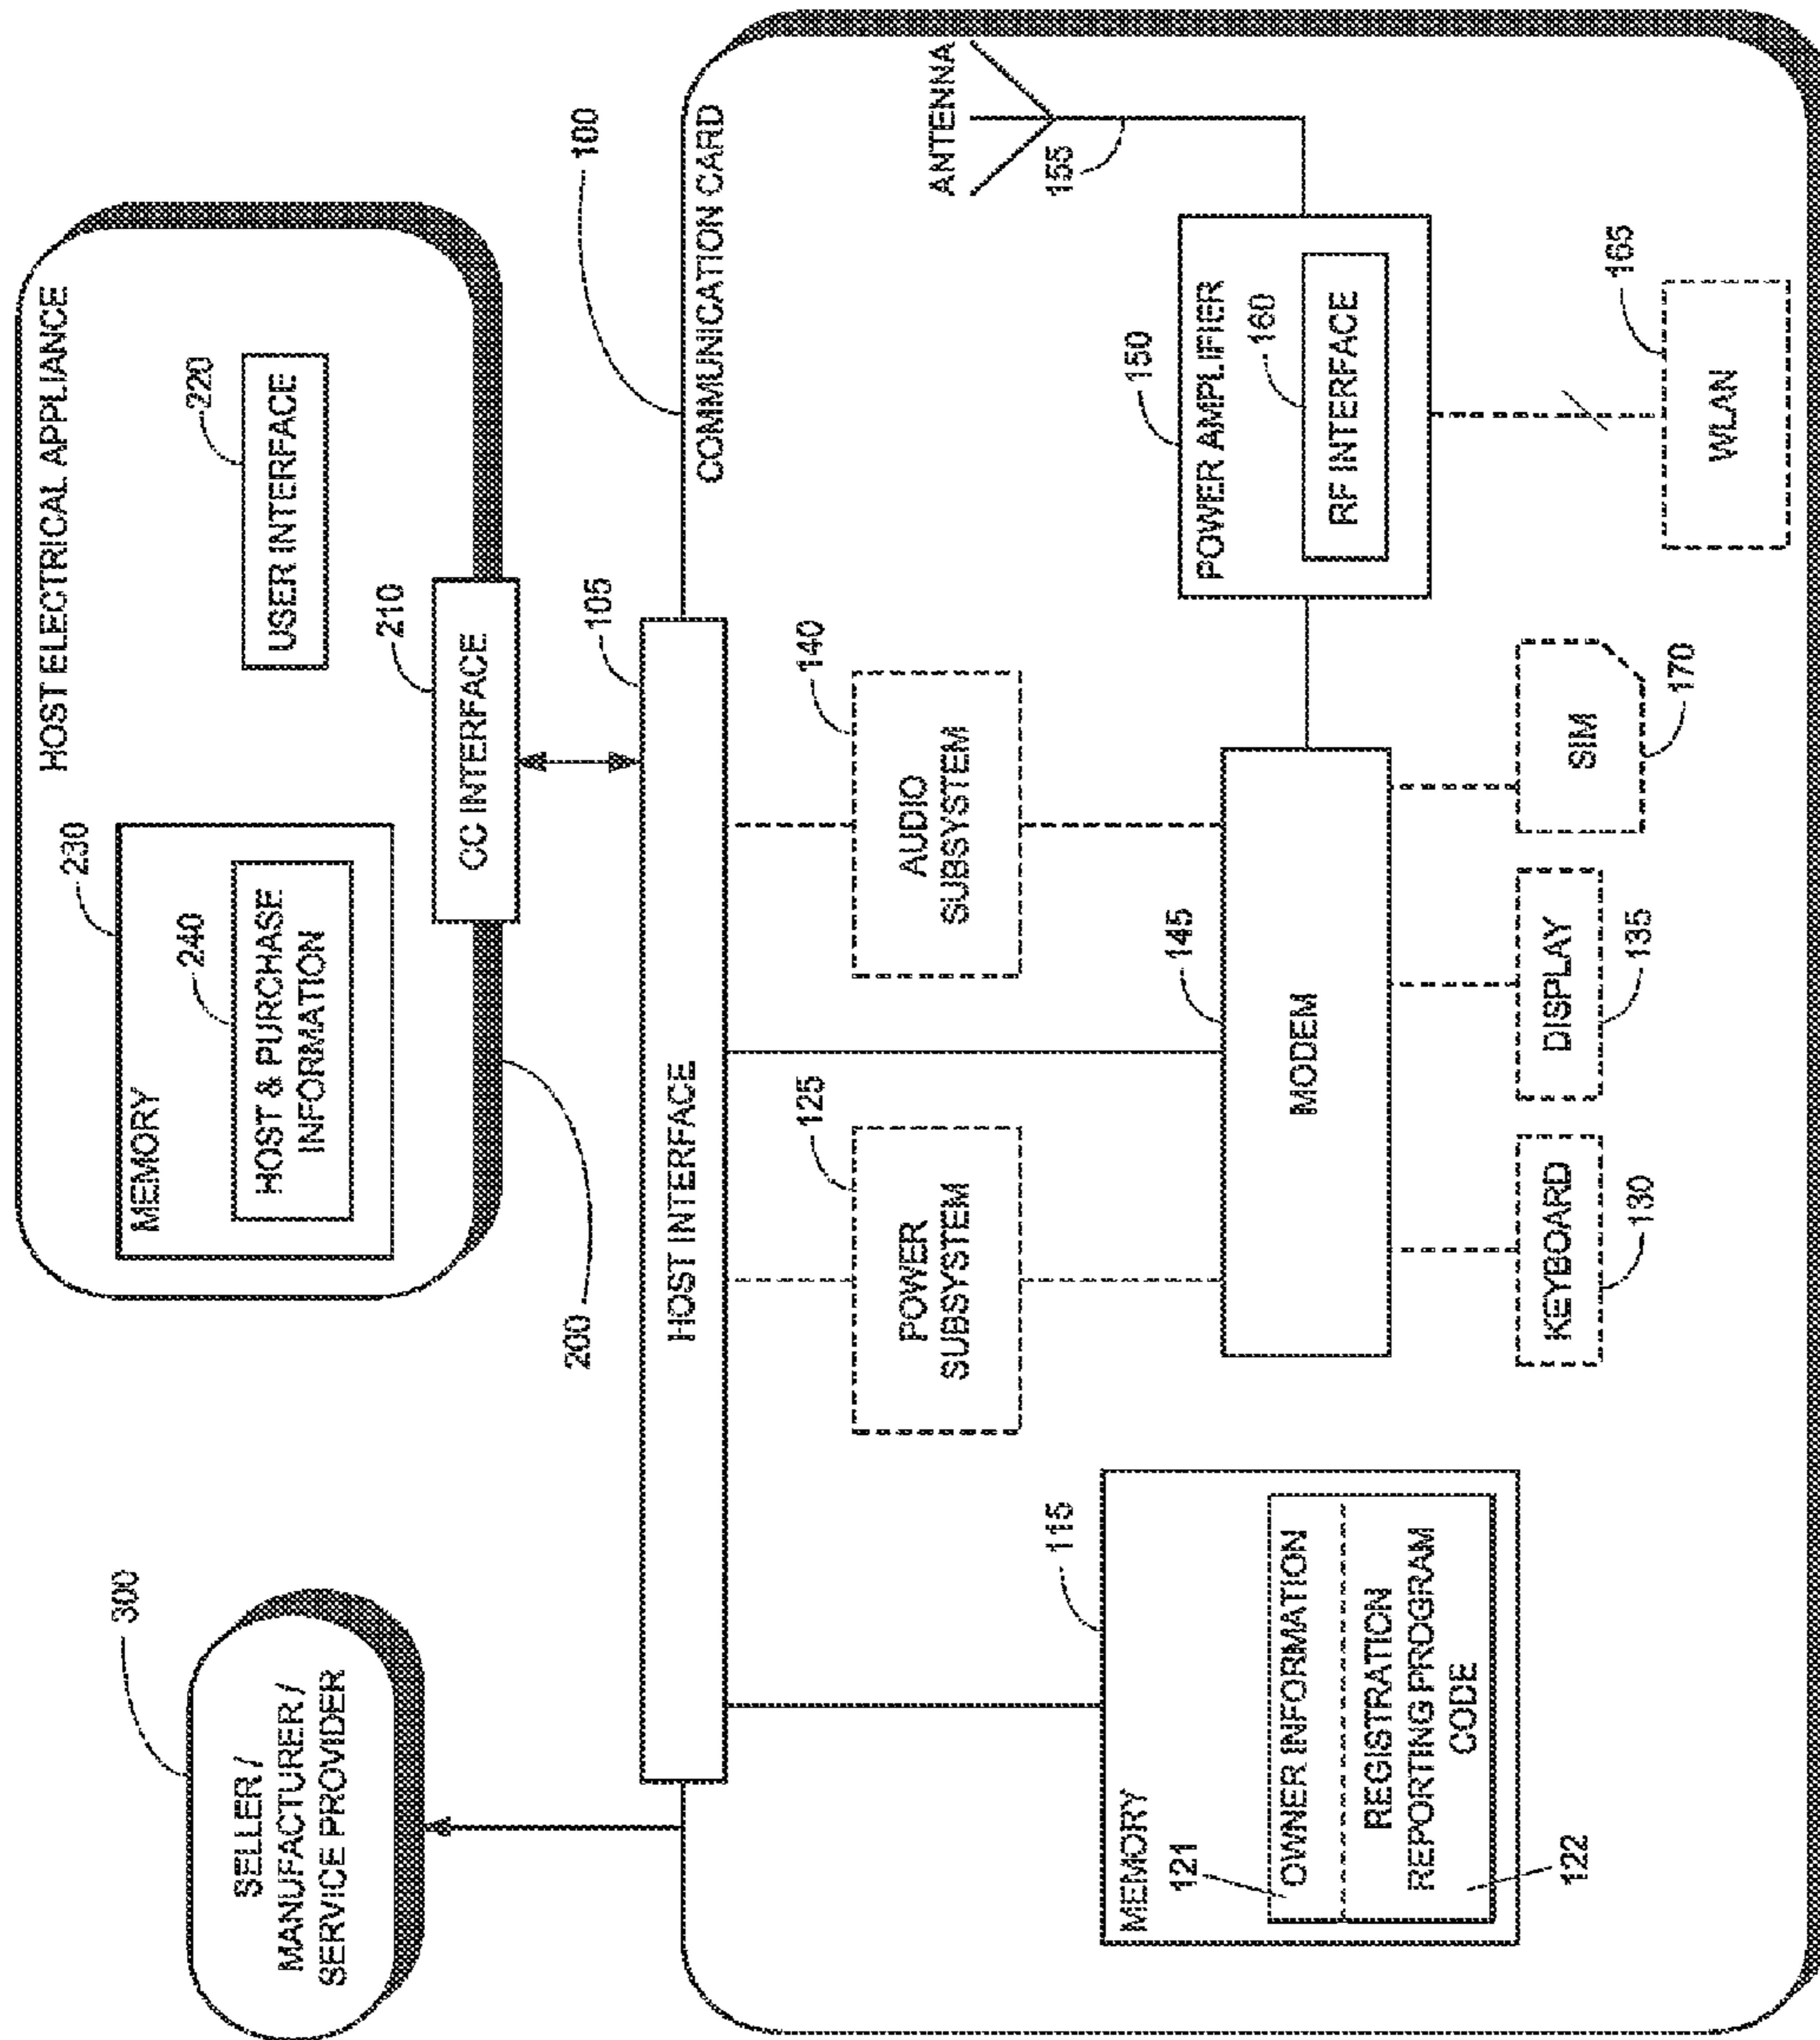 300
SELLER /
MANUFACTURER /
SERVICE PROVIDER
HOST ELECTRICAL APPLIANCE
230
MEMORY
240
HOST & PURCHASE
INFORMATION
220
USER INTERFACE
210
CC INTERFACE
200
100
COMMUNICATION CARD
105
HOST INTERFACE
115
MEMORY
121
OWNER INFORMATION
REGISTRATION
REPORTING PROGRAM
CODE
122
125
POWER
SUBSYSTEM
140
AUDIO
SUBSYSTEM
145
MODEM
KEYBOARD
130
DISPLAY
135
SIM
170
150
POWER AMPLIFIER
160
RF INTERFACE
ANTENNA
155
165
WLAN